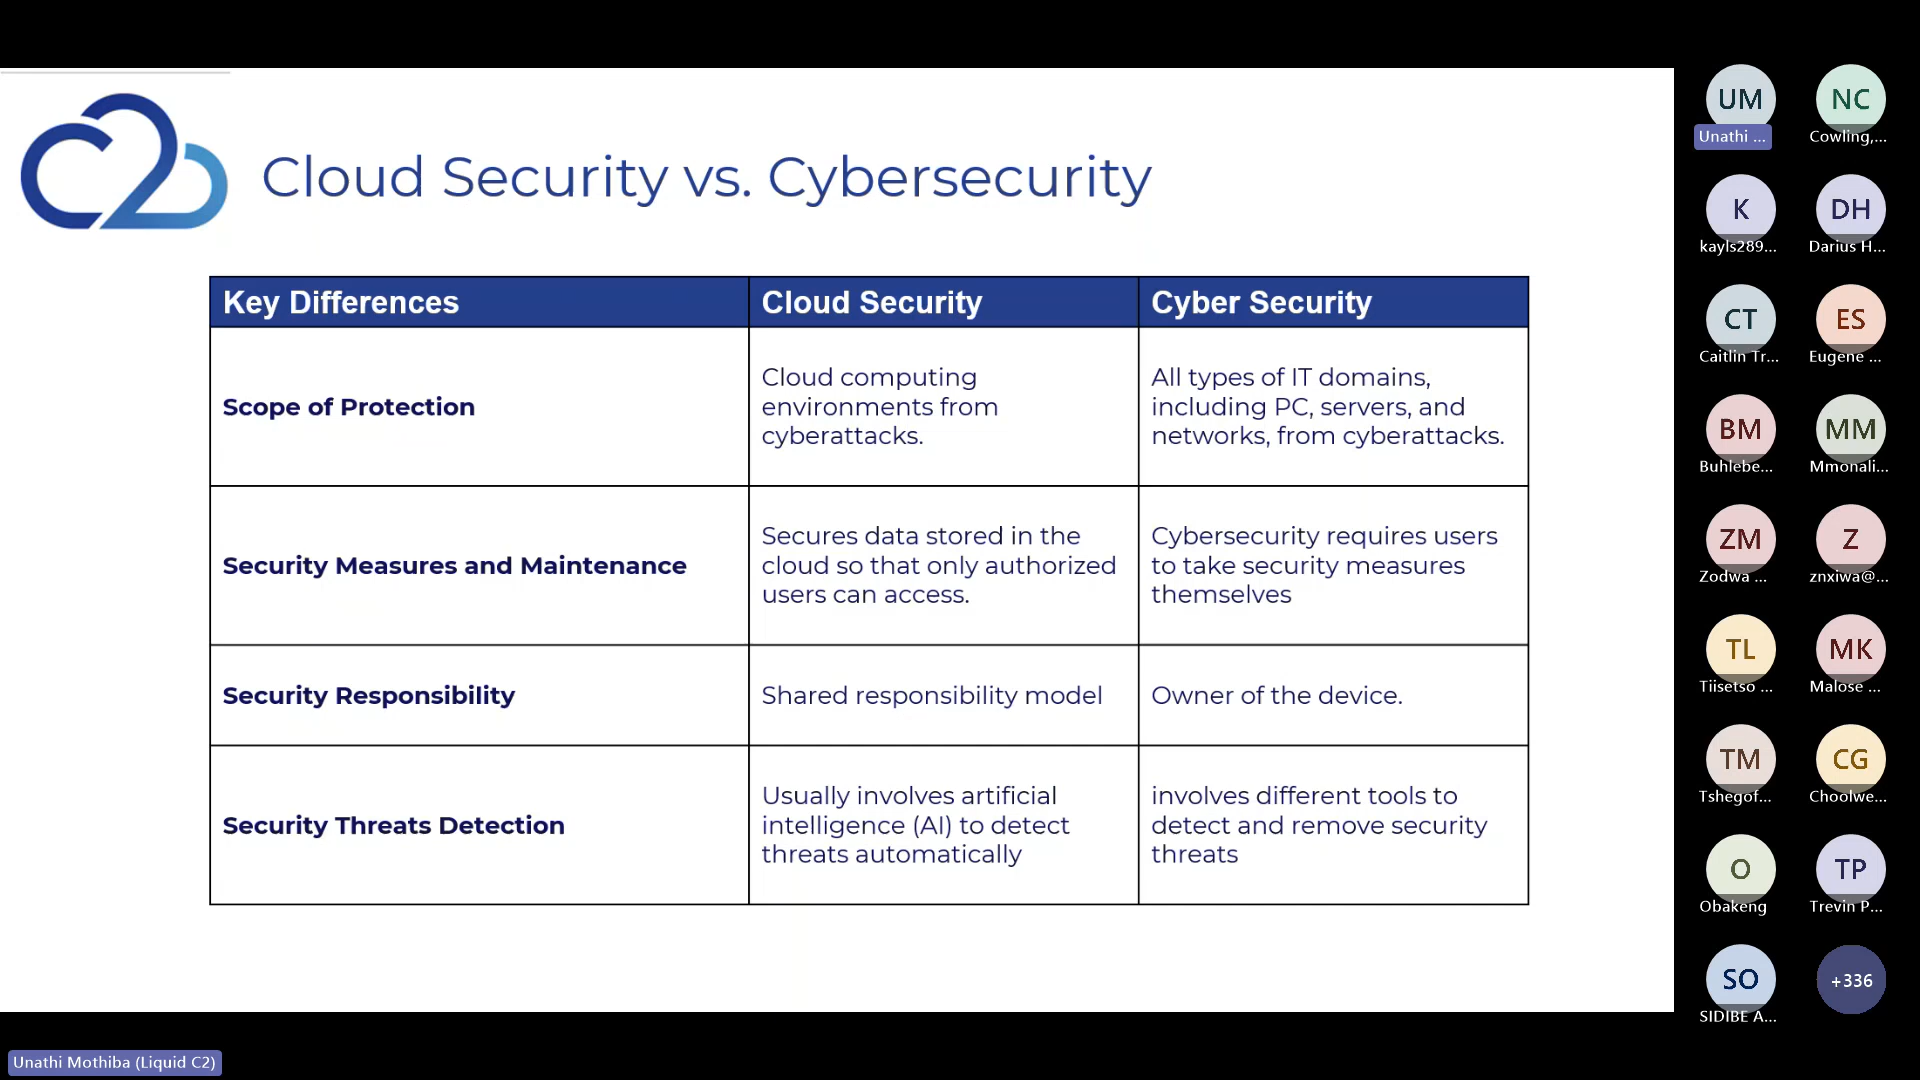 C2
Cloud Security vs. Cybersecurity
Key Differences
Cloud Security
Cyber Security
Scope of Protection
Cloud computing
environments from
cyberattacks.
All types of IT domains,
including PC, servers, and
networks, from cyberattacks.
Security Measures and Maintenance
Secures data stored in the
cloud so that only authorized
users can access.
Cybersecurity requires users
to take security measures
themselves
Security Responsibility
Shared responsibility model
Owner of the device.
Security Threats Detection
Usually involves artificial
intelligence (AI) to detect
threats automatically
involves different tools to
detect and remove security
threats
UM
Unathi ...
NC
Cowling,...
K
kayls289...
DH
Darius H...
CT
Caitlin Tr...
ES
Eugene ...
BM
Buhlebe...
MM
Mmonali...
ZM
Zodwa ...
Z
znxiwa@...
TL
Tiisetso ...
MK
Malose ...
TM
Tshegof...
CG
Choolwe...
O
Obakeng
TP
Trevin P...
SO
SIDIBE A...
+336
Unathi Mothiba (Liquid C2)